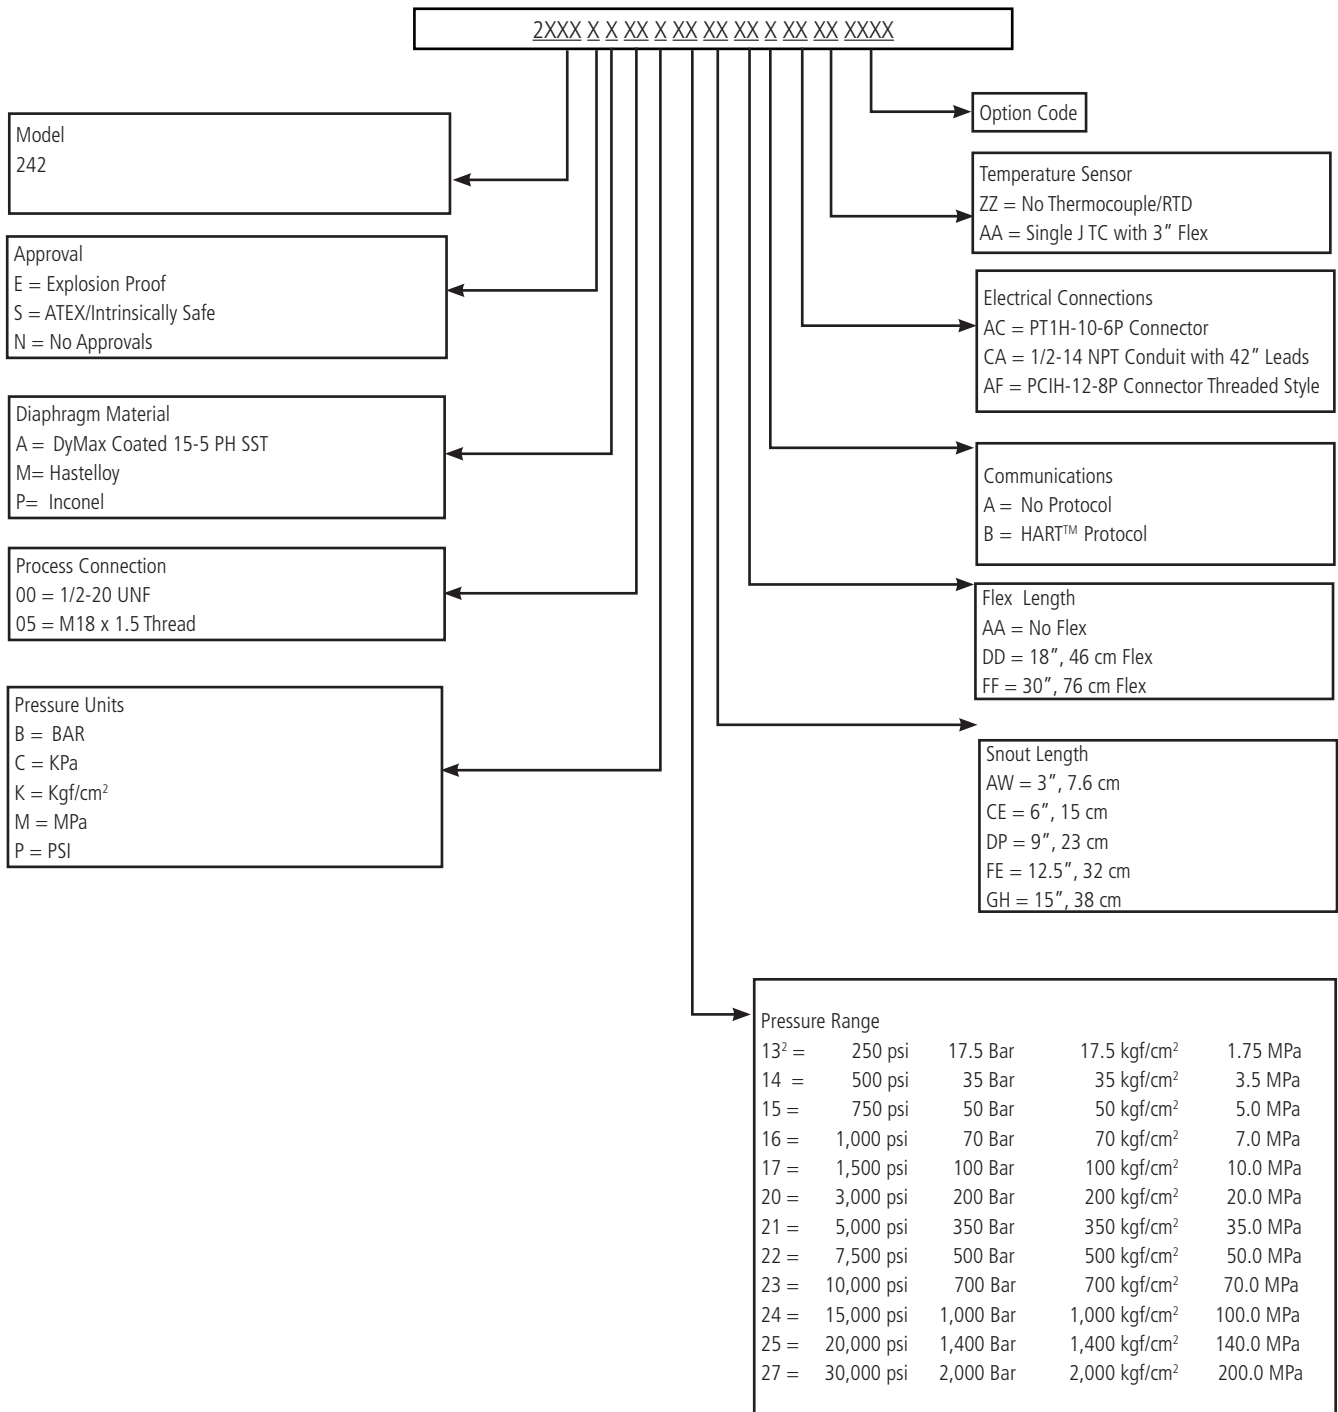 2XXX X X XX X XX XX XX X XX XX XXXX
Model
242
Approval
E = Explosion Proof
S = ATEX/Intrinsically Safe
N = No Approvals
Diaphragm Material
A = DyMax Coated 15-5 PH SST
M= Hastelloy
P= Inconel
Process Connection
00 = 1/2-20 UNF
05 = M18 x 1.5 Thread
Pressure Units
B = BAR
C = KPa
K = Kgf/cm²
M = MPa
P = PSI
Option Code
Temperature Sensor
ZZ = No Thermocouple/RTD
AA = Single J TC with 3" Flex
Electrical Connections
AC = PT1H-10-6P Connector
CA = 1/2-14 NPT Conduit with 42" Leads
AF = PCIH-12-8P Connector Threaded Style
Communications
A = No Protocol
B = HART™ Protocol
Flex Length
AA = No Flex
DD = 18", 46 cm Flex
FF = 30", 76 cm Flex
Snout Length
AW = 3", 7.6 cm
CE = 6", 15 cm
DP = 9", 23 cm
FE = 12.5", 32 cm
GH = 15", 38 cm
Pressure Range
13² = 250 psi 17.5 Bar 17.5 kgf/cm² 1.75 MPa
14 = 500 psi 35 Bar 35 kgf/cm² 3.5 MPa
15 = 750 psi 50 Bar 50 kgf/cm² 5.0 MPa
16 = 1,000 psi 70 Bar 70 kgf/cm² 7.0 MPa
17 = 1,500 psi 100 Bar 100 kgf/cm² 10.0 MPa
20 = 3,000 psi 200 Bar 200 kgf/cm² 20.0 MPa
21 = 5,000 psi 350 Bar 350 kgf/cm² 35.0 MPa
22 = 7,500 psi 500 Bar 500 kgf/cm² 50.0 MPa
23 = 10,000 psi 700 Bar 700 kgf/cm² 70.0 MPa
24 = 15,000 psi 1,000 Bar 1,000 kgf/cm² 100.0 MPa
25 = 20,000 psi 1,400 Bar 1,400 kgf/cm² 140.0 MPa
27 = 30,000 psi 2,000 Bar 2,000 kgf/cm² 200.0 MPa